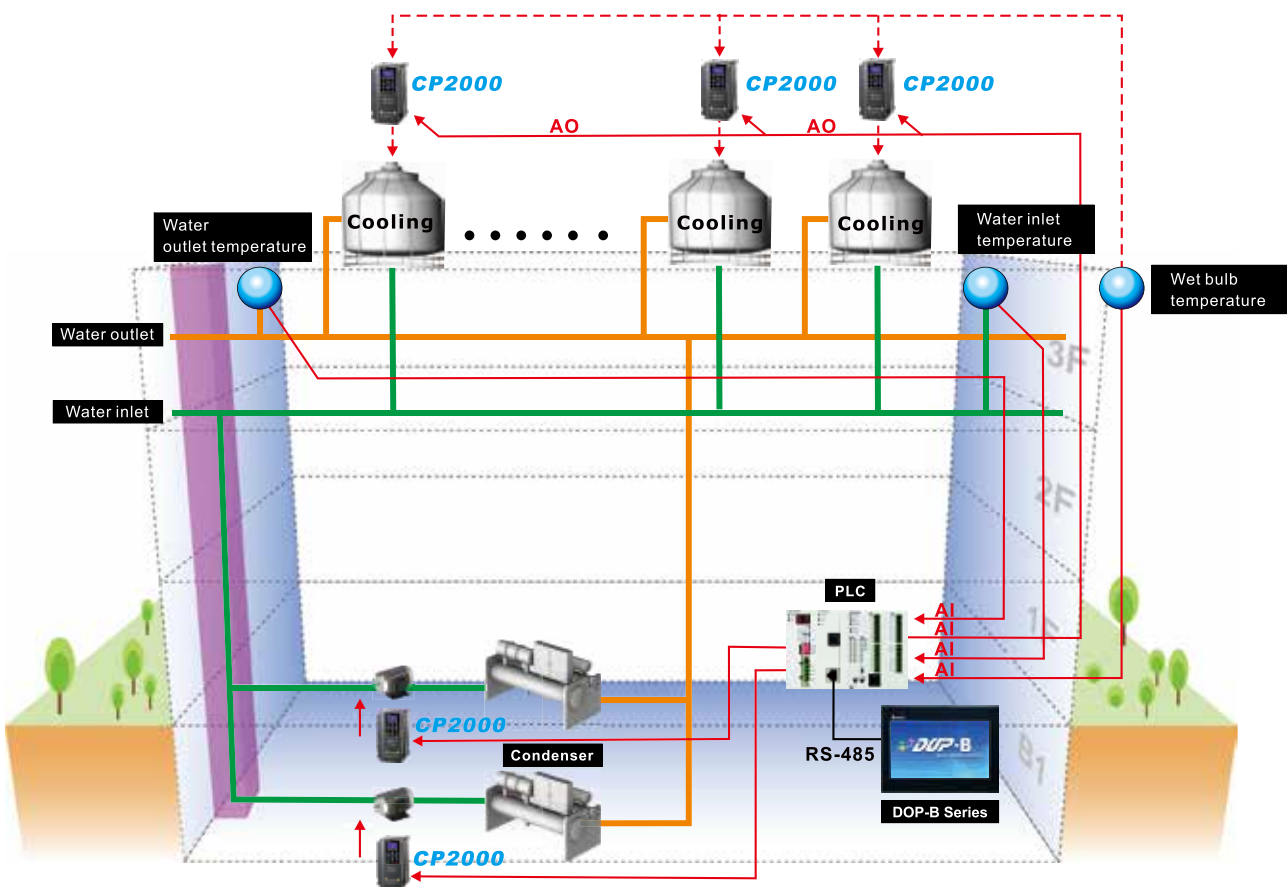 CP2000
CP2000
CP2000
AO
AO
Cooling
Cooling
Cooling
Water
outlet temperature
Water inlet
temperature
Wet bulb
temperature
Water outlet
3F
Water inlet
2F
PLC
AI
AI
1F
AI
AI
CP2000
Condenser
RS-485
DOP-B
B1
DOP-B Series
CP2000